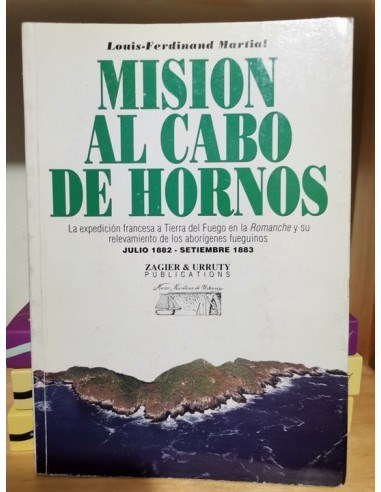 Louis-Ferdinand Martial
MISION
AL CABO
DE HORNOS
La expedición francesa a Tierra del Fuego en la Romanche y su
relevamiento de los aborígenes fueguinos
JULIO 1882 - SETIEMBRE 1883
ZAGIER & URRUTY
PUBLICATIONS